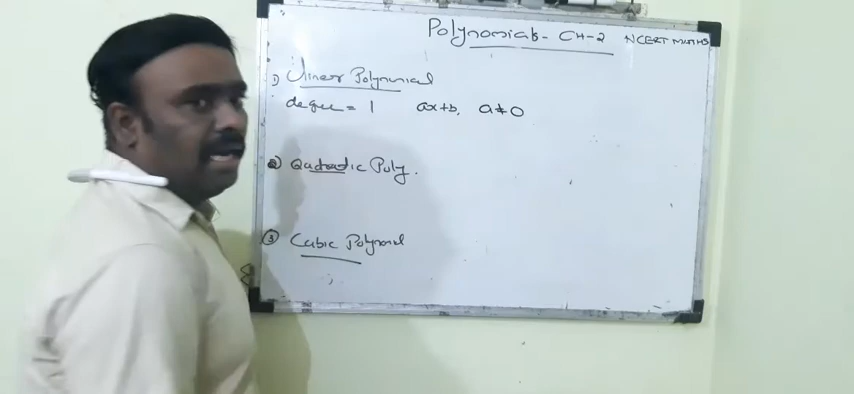 Polynomials - CH-2 NCERT MATHS
1) Linear Polynomial
degree = 1 ax+b, a≠0
② Quadratic Poly.
③ Cubic Polynomial